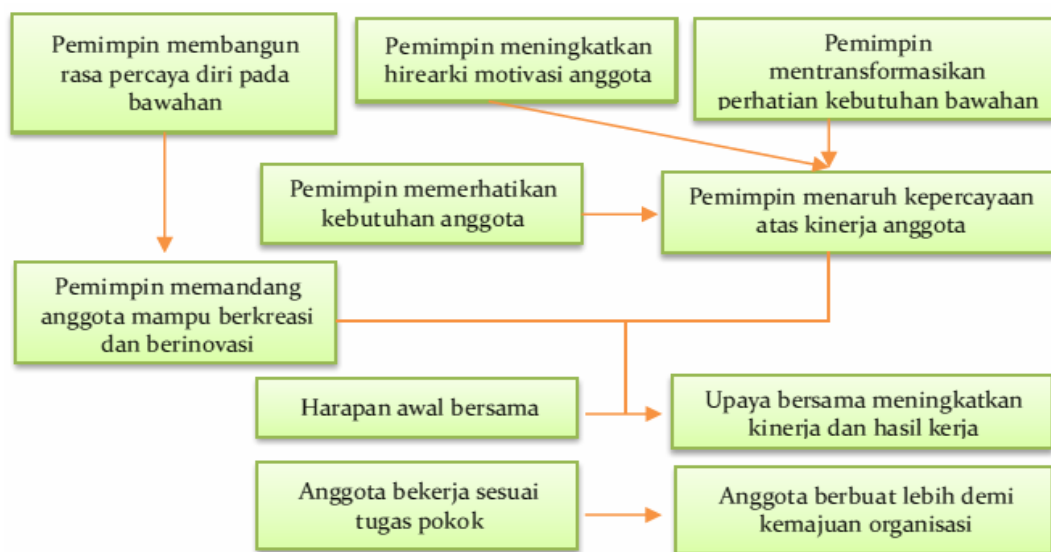 Pemimpin membangun
rasa percaya diri pada
bawahan
Pemimpin meningkatkan
hirearki motivasi anggota
Pemimpin
mentransformasikan
perhatian kebutuhan bawahan
Pemimpin memerhatikan
kebutuhan anggota
Pemimpin menaruh kepercayaan
atas kinerja anggota
Pemimpin memandang
anggota mampu berkreasi
dan berinovasi
Harapan awal bersama
Upaya bersama meningkatkan
kinerja dan hasil kerja
Anggota bekerja sesuai
tugas pokok
Anggota berbuat lebih demi
kemajuan organisasi